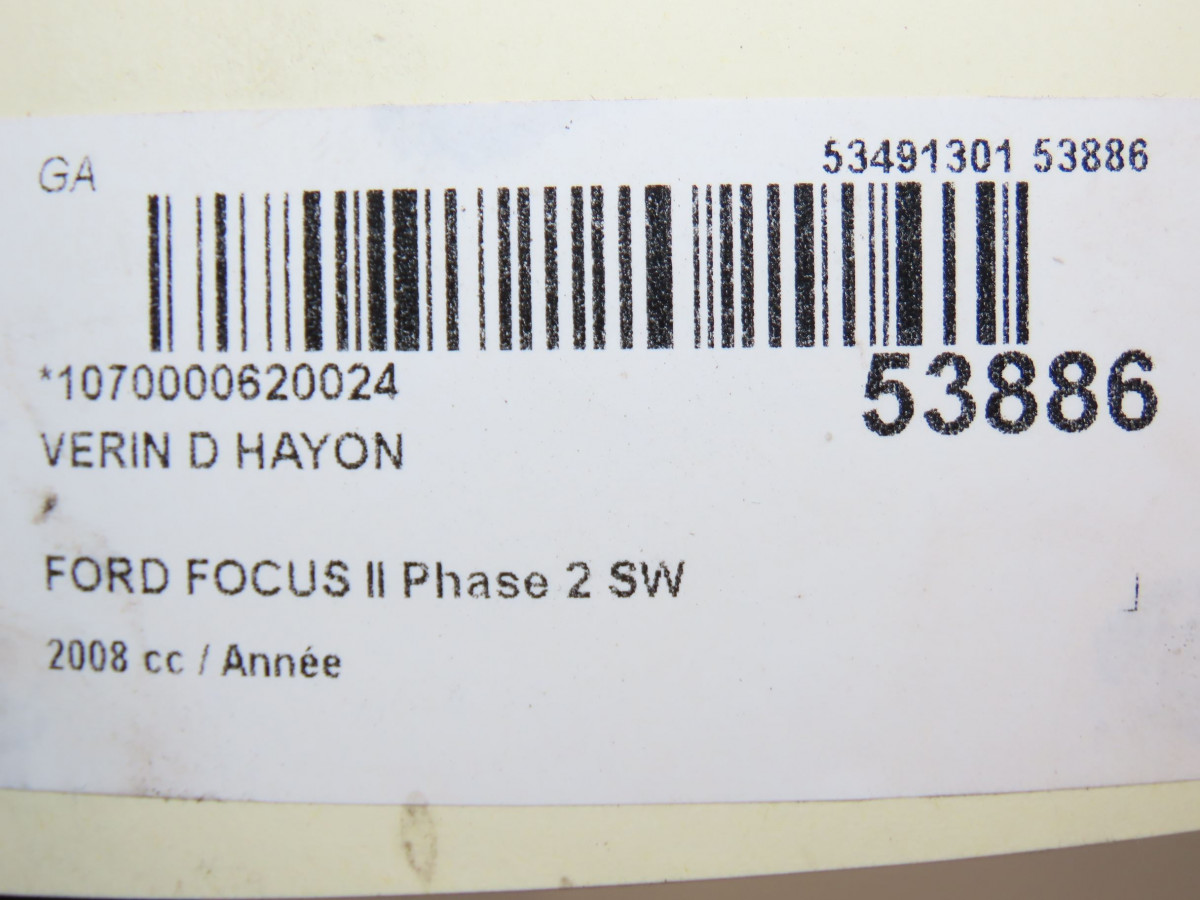 GA
53491301 53886
*1070000620024
53886
VERIN D HAYON
FORD FOCUS II Phase 2 SW
2008 cc / Année